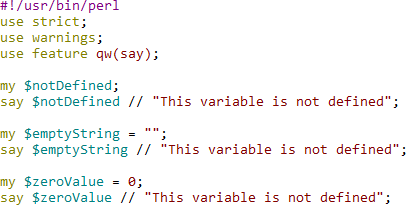 #!/usr/bin/perl
use strict;
use warnings;
use feature qw(say);
my $notDefined;
say $notDefined // "This variable is not defined";
my $emptyString = "";
say $emptyString // "This variable is not defined";
my $zeroValue = 0;
say $zeroValue // "This variable is not defined";